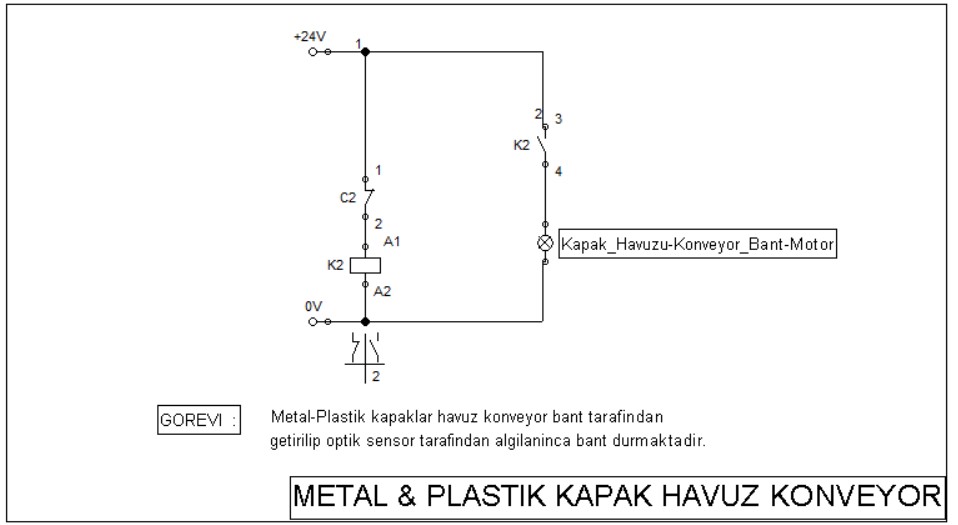 +24V
1
2
3
K2
4
1
C2
2
A1
K2
A2
Kapak_Havuzu-Konveyor_Bant-Motor
0V
2
GOREVI :
Metal-Plastik kapaklar havuz konveyor bant tarafindan
getirilip optik sensor tarafindan algilaninca bant durmaktadir.
METAL & PLASTIK KAPAK HAVUZ KONVEYOR